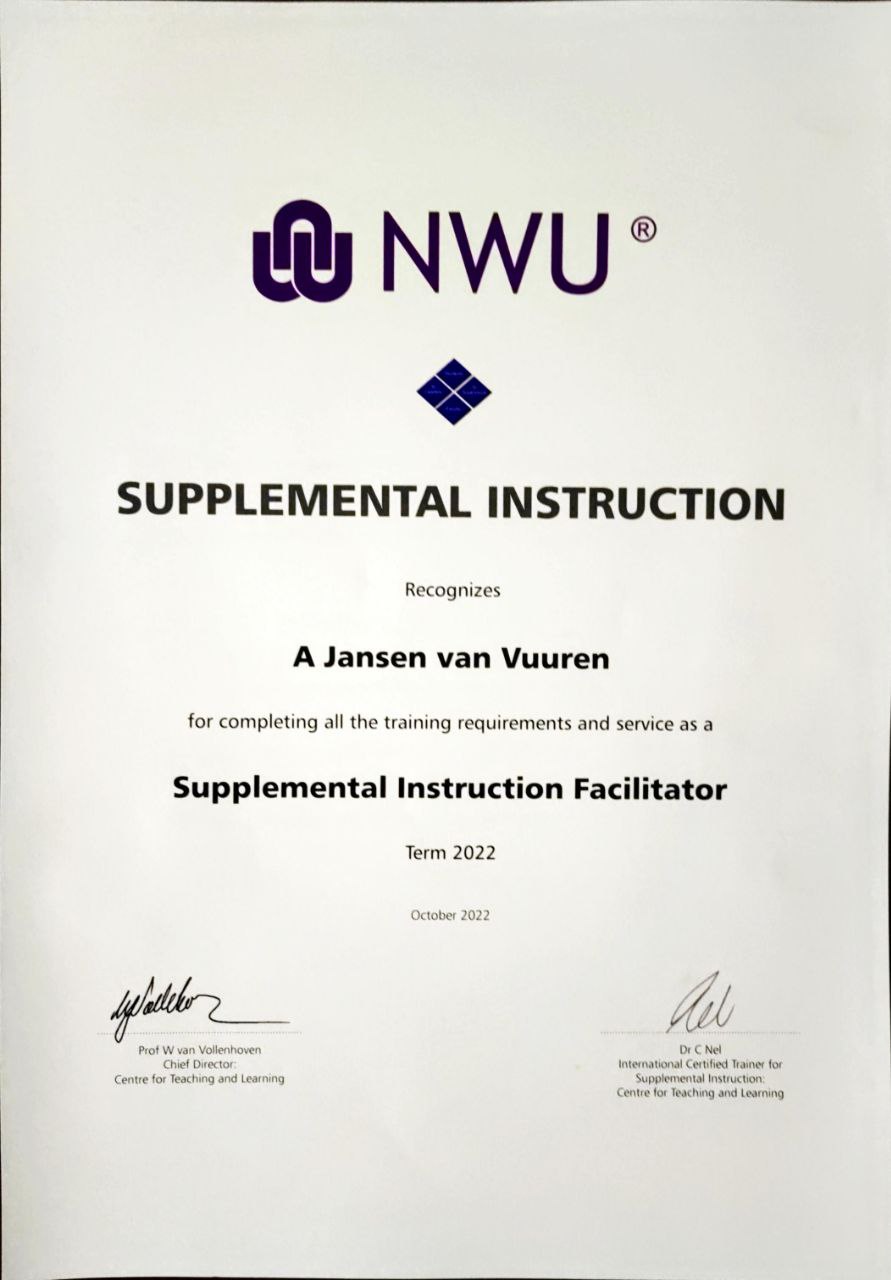 NWU®
SUPPLEMENTAL INSTRUCTION
Recognizes
A Jansen van Vuuren
for completing all the training requirements and service as a
Supplemental Instruction Facilitator
Term 2022
October 2022
Prof W van Vollenhoven
Chief Director:
Centre for Teaching and Learning
Dr C Nel
International Certified Trainer for
Supplemental Instruction:
Centre for Teaching and Learning